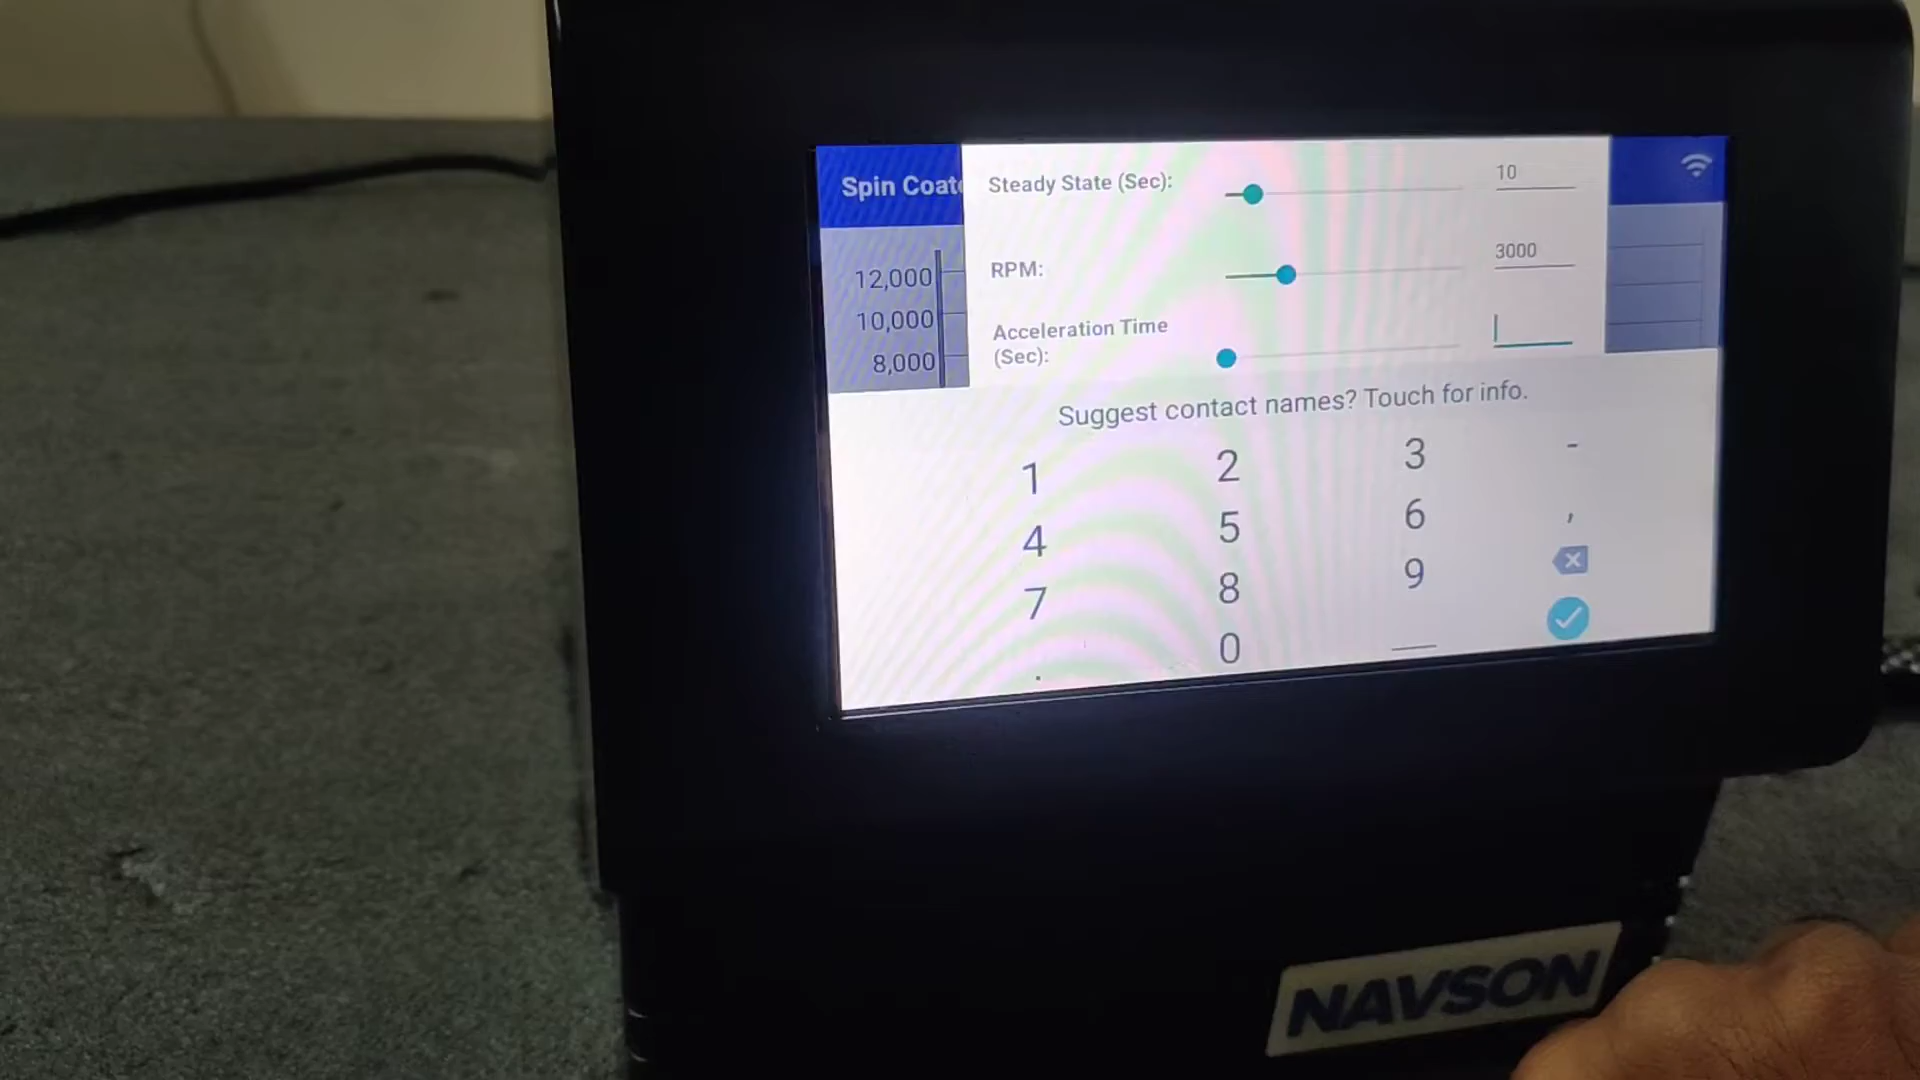 Spin Coate
Steady State (Sec):
10
12,000
10,000
8,000
RPM:
3000
Acceleration Time
(Sec):
Suggest contact names? Touch for info.
1 2 3 -
4 5 6 ,
7 8 9
. 0
NAVSON